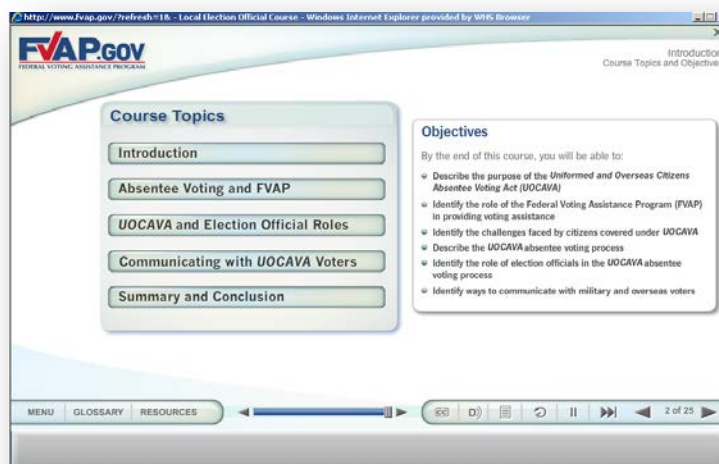 http://www.fvap.gov/?refresh=1& - Local Election Official Course - Windows Internet Explorer provided by WHS Browser
FVAP.GOV
FEDERAL VOTING ASSISTANCE PROGRAM
Introduction
Course Topics and Objective
Course Topics
Introduction
Absentee Voting and FVAP
UOCAVA and Election Official Roles
Communicating with UOCAVA Voters
Summary and Conclusion
Objectives
By the end of this course, you will be able to:
Describe the purpose of the Uniformed and Overseas Citizens
Absentee Voting Act (UOCAVA)
Identify the role of the Federal Voting Assistance Program (FVAP)
in providing voting assistance
Identify the challenges faced by citizens covered under UOCAVA
Describe the UOCAVA absentee voting process
Identify the role of election officials in the UOCAVA absentee
voting process
Identify ways to communicate with military and overseas voters
MENU GLOSSARY RESOURCES
CC D)) 2 of 25